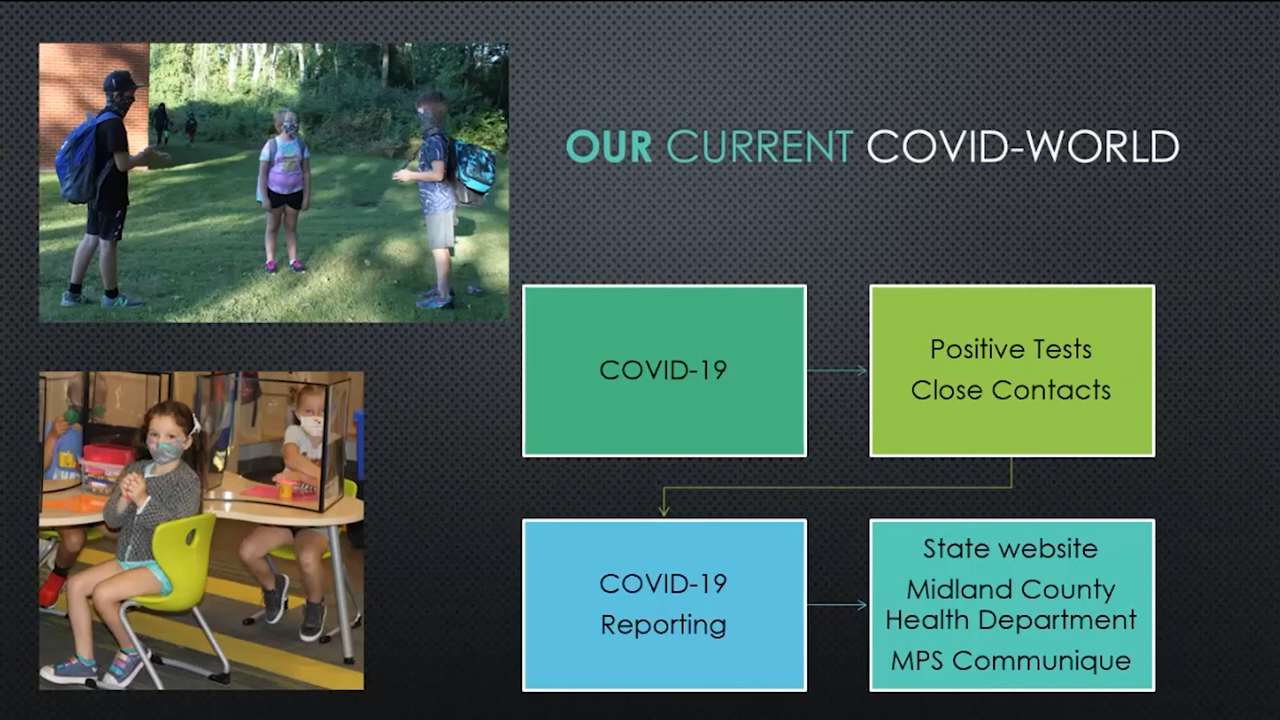 OUR CURRENT COVID-WORLD
COVID-19
Positive Tests
Close Contacts
COVID-19
Reporting
State website
Midland County
Health Department
MPS Communique